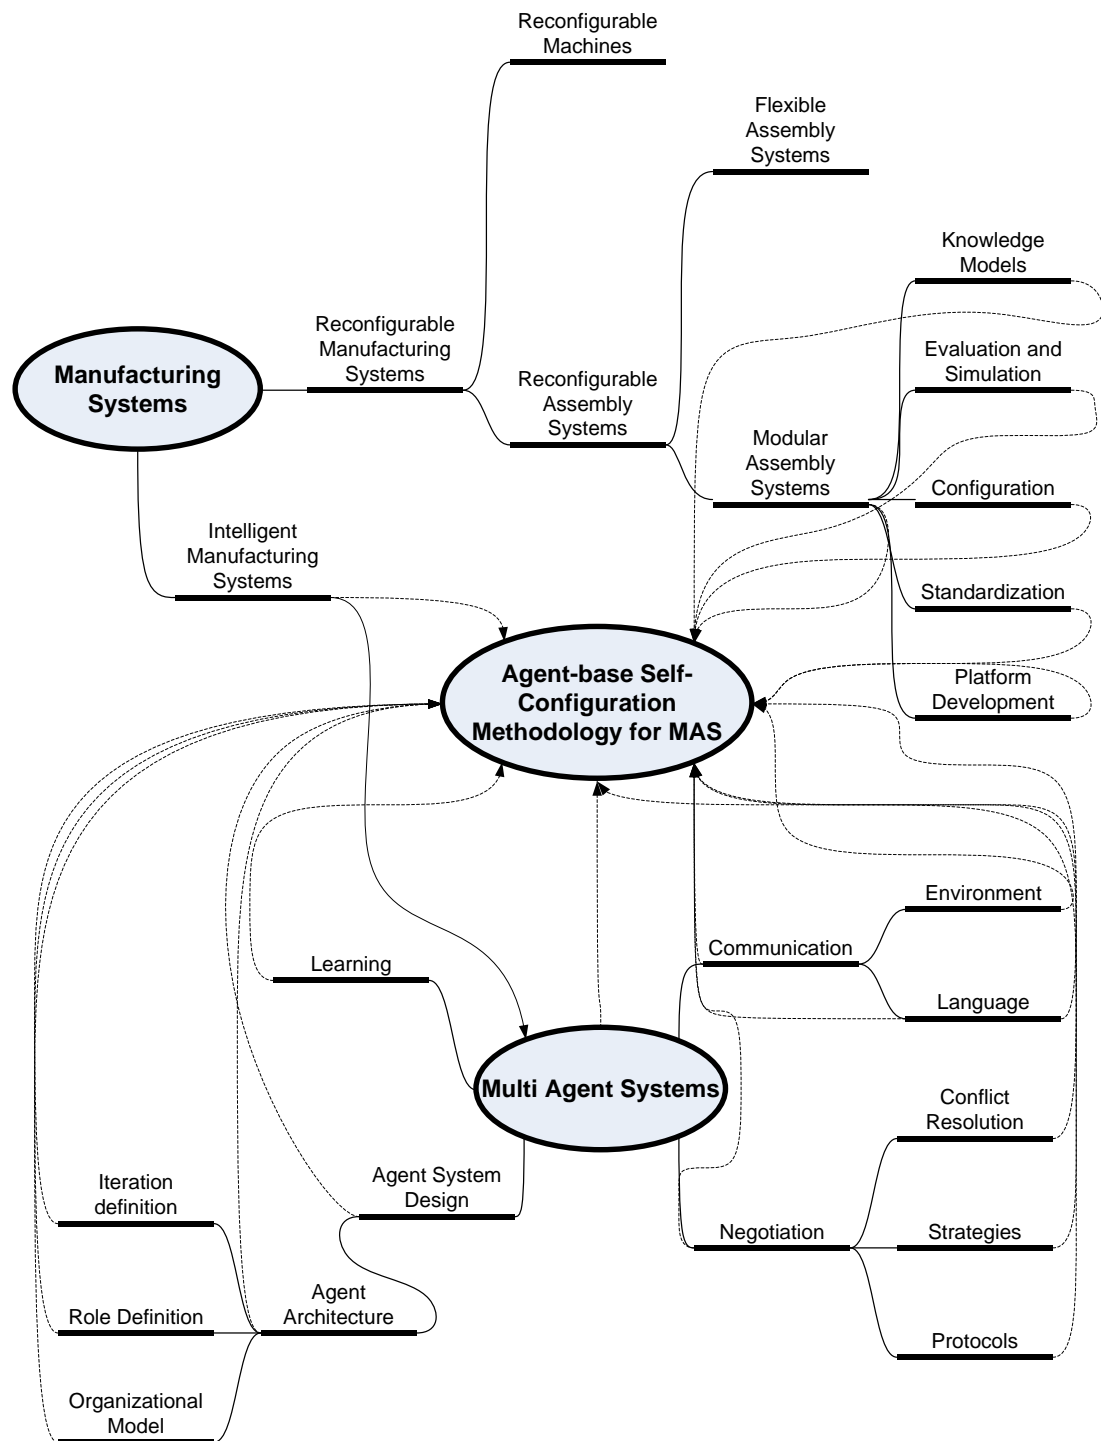 Reconfigurable
Machines
Flexible
Assembly
Systems
Knowledge
Models
Manufacturing
Systems
Reconfigurable
Manufacturing
Systems
Reconfigurable
Assembly
Systems
Evaluation and
Simulation
Modular
Assembly
Systems
Configuration
Intelligent
Manufacturing
Systems
Standardization
Agent-base Self-
Configuration
Methodology for MAS
Platform
Development
Environment
Communication
Language
Learning
Multi Agent Systems
Conflict
Resolution
Iteration
definition
Agent System
Design
Negotiation
Strategies
Role Definition
Agent
Architecture
Protocols
Organizational
Model